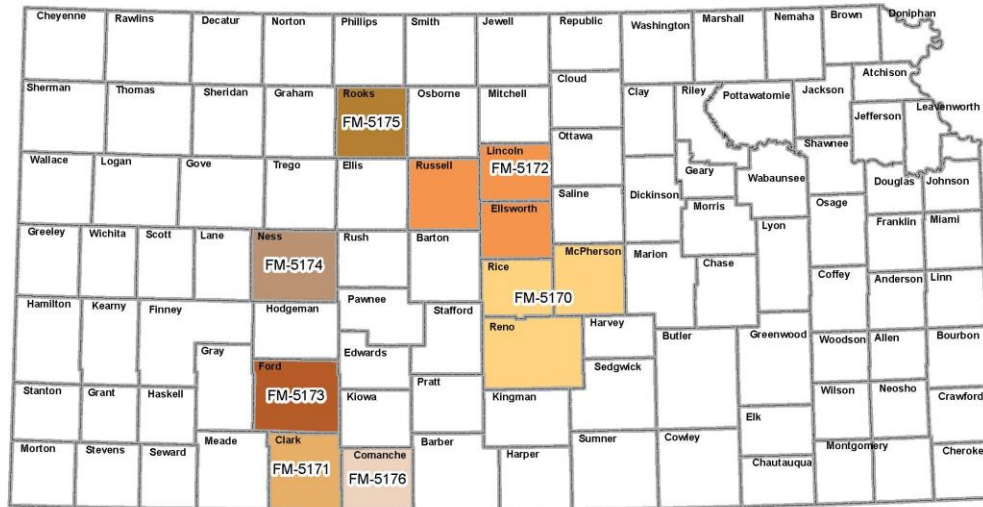 Cheyenne
Rawlins
Decatur
Norton
Phillips
Smith
Jewell
Republic
Washington
Marshall
Nemaha
Brown
Doniphan
Sherman
Thomas
Sheridan
Graham
Rooks
FM-5175
Osborne
Mitchell
Cloud
Clay
Riley
Pottawatomie
Jackson
Atchison
Jefferson
Leavenworth
Wallace
Logan
Gove
Trego
Ellis
Russell
Lincoln
FM-5172
Ottawa
Saline
Dickinson
Geary
Wabaunsee
Shawnee
Douglas
Johnson
Greeley
Wichita
Scott
Lane
Ness
FM-5174
Rush
Barton
Ellsworth
McPherson
Marion
Morris
Chase
Lyon
Osage
Franklin
Miami
Hamilton
Kearny
Finney
Hodgeman
Pawnee
Stafford
Rice
FM-5170
Reno
Harvey
Butler
Greenwood
Coffey
Anderson
Linn
Gray
Ford
FM-5173
Edwards
Kiowa
Pratt
Kingman
Sedgwick
Woodson
Allen
Bourbon
Stanton
Grant
Haskell
Elk
Wilson
Neosho
Crawford
Morton
Stevens
Seward
Meade
Clark
FM-5171
Comanche
FM-5176
Barber
Harper
Sumner
Cowley
Chautauqua
Montgomery
Cheroke